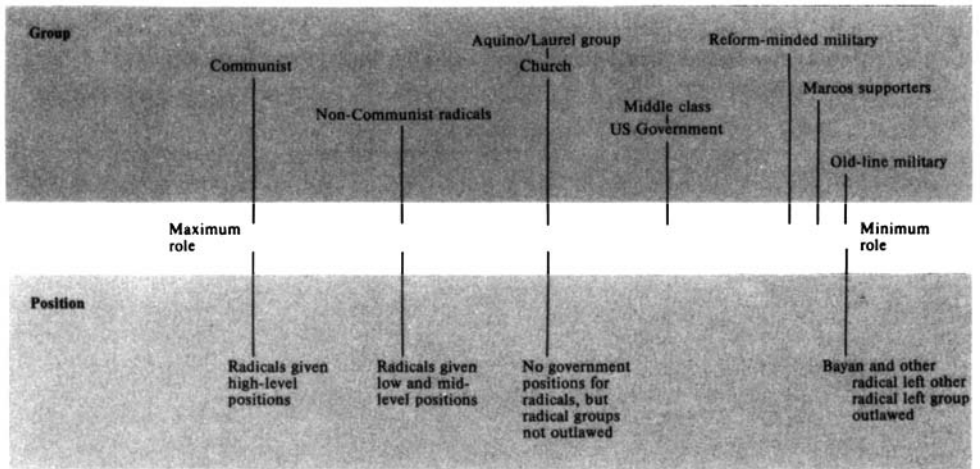 Group
Aquino/Laurel group
Reform-minded military
Communist
Church
Marcos supporters
Non-Communist radicals
Middle class
US Government
Old-line military
Maximum
role
Minimum
role
Position
Radicals given
high-level
positions
Radicals given
low and mid-
level positions
No government
positions for
radicals, but
radical groups
not outlawed
Bayan and other
radical left other
radical left group
outlawed